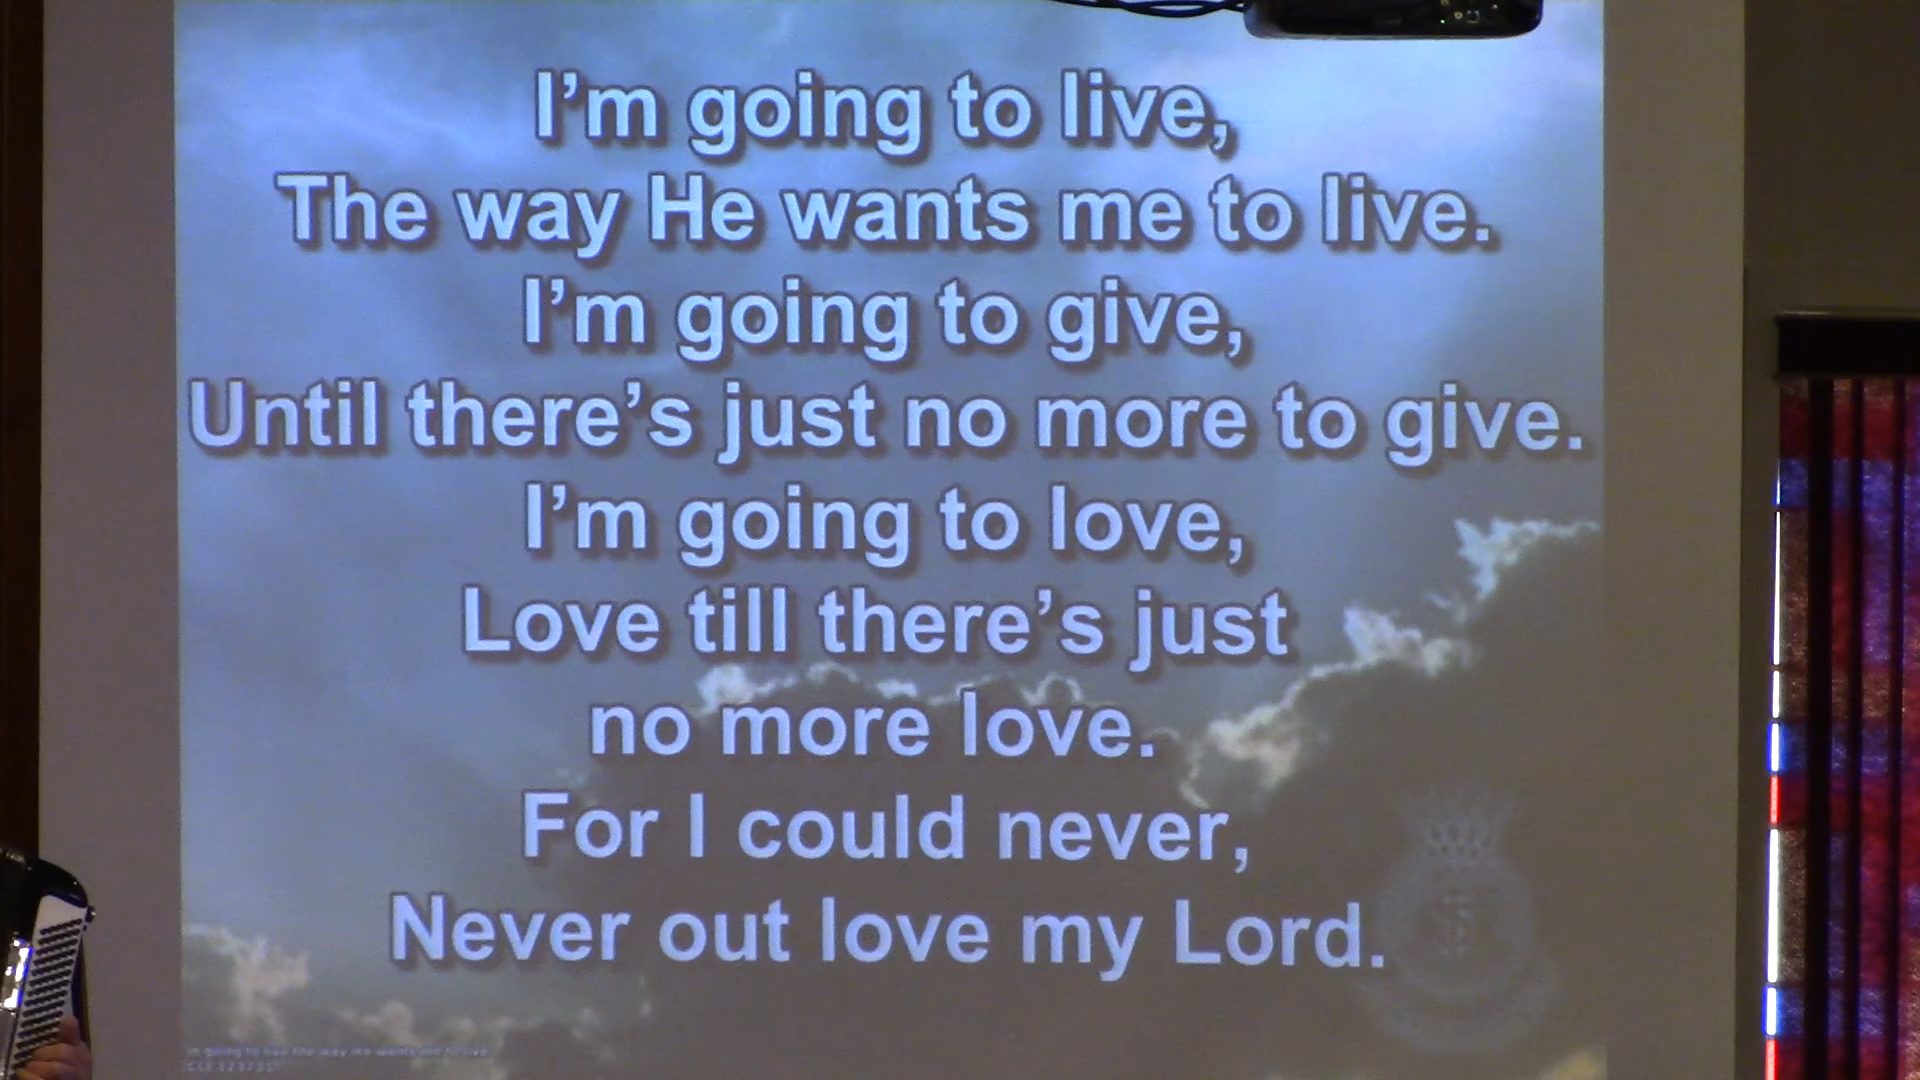 I'm going to live,
The way He wants me to live.
I'm going to give,
Until there's just no more to give.
I'm going to love,
Love till there's just
no more love.
For I could never,
Never out love my Lord.